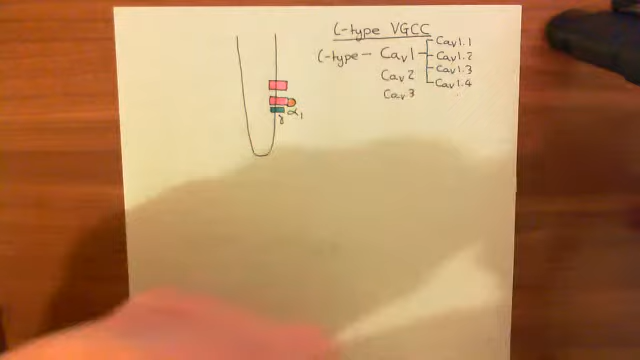 L-type VGCC
L-type - Cav1
Cav1.1
Cav1.2
Cav1.3
Cav1.4
Cav2
Cav3
α1
γ